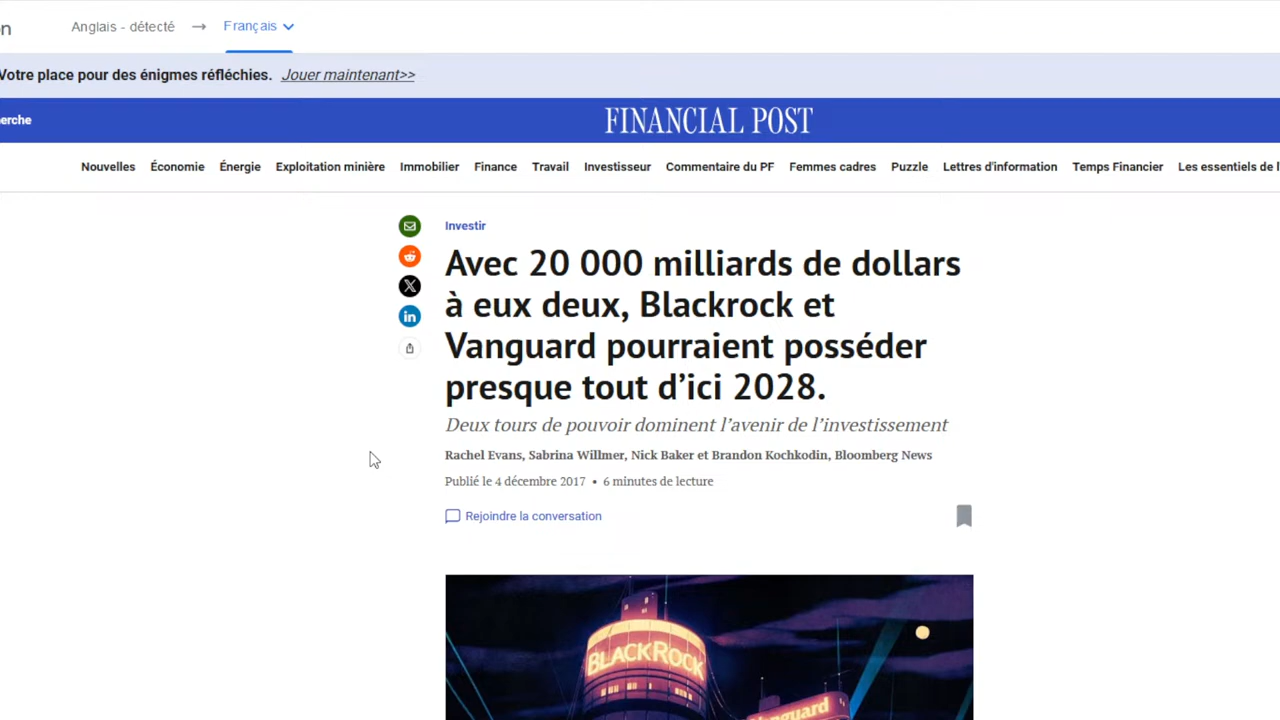 Anglais - détecté → Français
Votre place pour des énigmes réfléchies. Jouer maintenant>>
FINANCIAL POST
Nouvelles Économie Énergie Exploitation minière Immobilier Finance Travail Investisseur Commentaire du PF Femmes cadres Puzzle Lettres d'information Temps Financier Les essentiels de
Investir
Avec 20 000 milliards de dollars
à eux deux, Blackrock et
Vanguard pourraient posséder
presque tout d’ici 2028.
Deux tours de pouvoir dominent l’avenir de l’investissement
Rachel Evans, Sabrina Willmer, Nick Baker et Brandon Kochkodin, Bloomberg News
Publié le 4 décembre 2017 • 6 minutes de lecture
Rejoindre la conversation
BLACKROCK
Vanguard